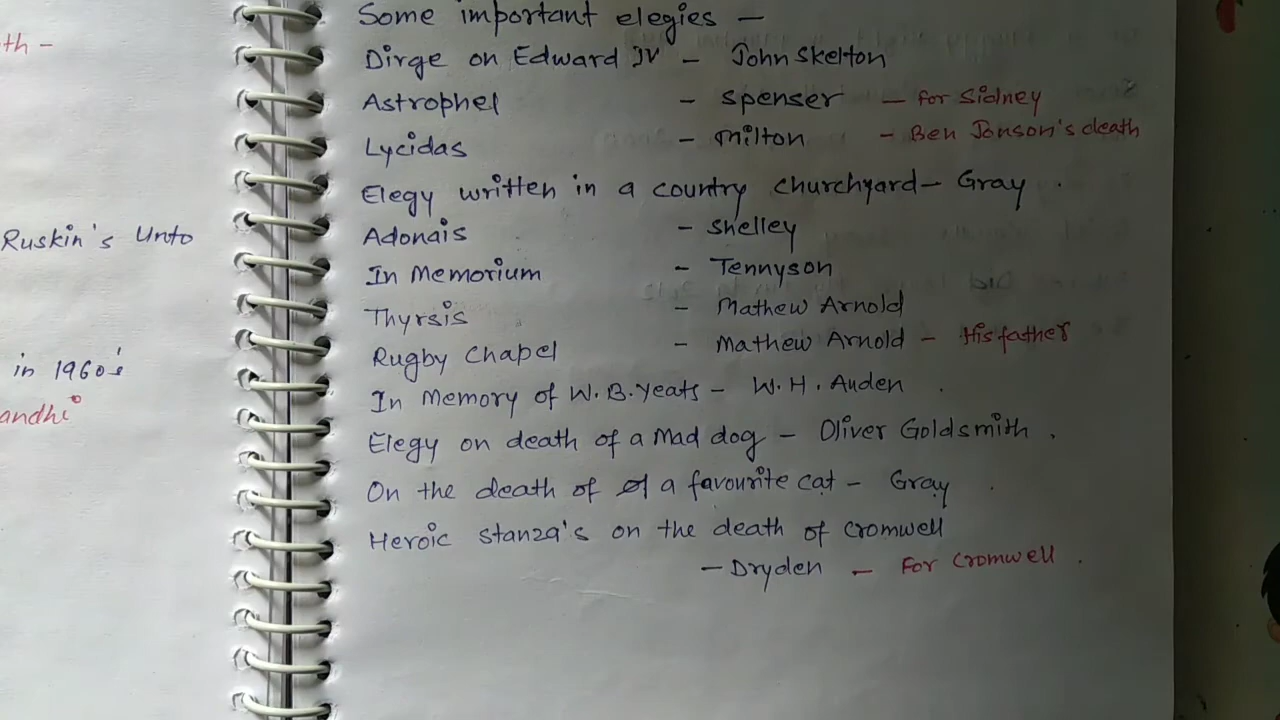 th -
Ruskin's Unto
in 1960's
andhi
Some important elegies -
Dirge on Edward IV - John Skelton
Astrophel - Spenser - for Sidney
Lycidas - Milton - Ben Jonson's death
Elegy written in a country churchyard - Gray.
Adonais - Shelley
In Memorium - Tennyson
Thyrsis - Mathew Arnold
Rugby Chapel - Mathew Arnold - His father
In Memory of W.B. Yeats - W.H. Auden.
Elegy on death of a Mad dog - Oliver Goldsmith.
On the death of a favourite cat - Gray.
Heroic stanza's on the death of Cromwell
- Dryden - For Cromwell.